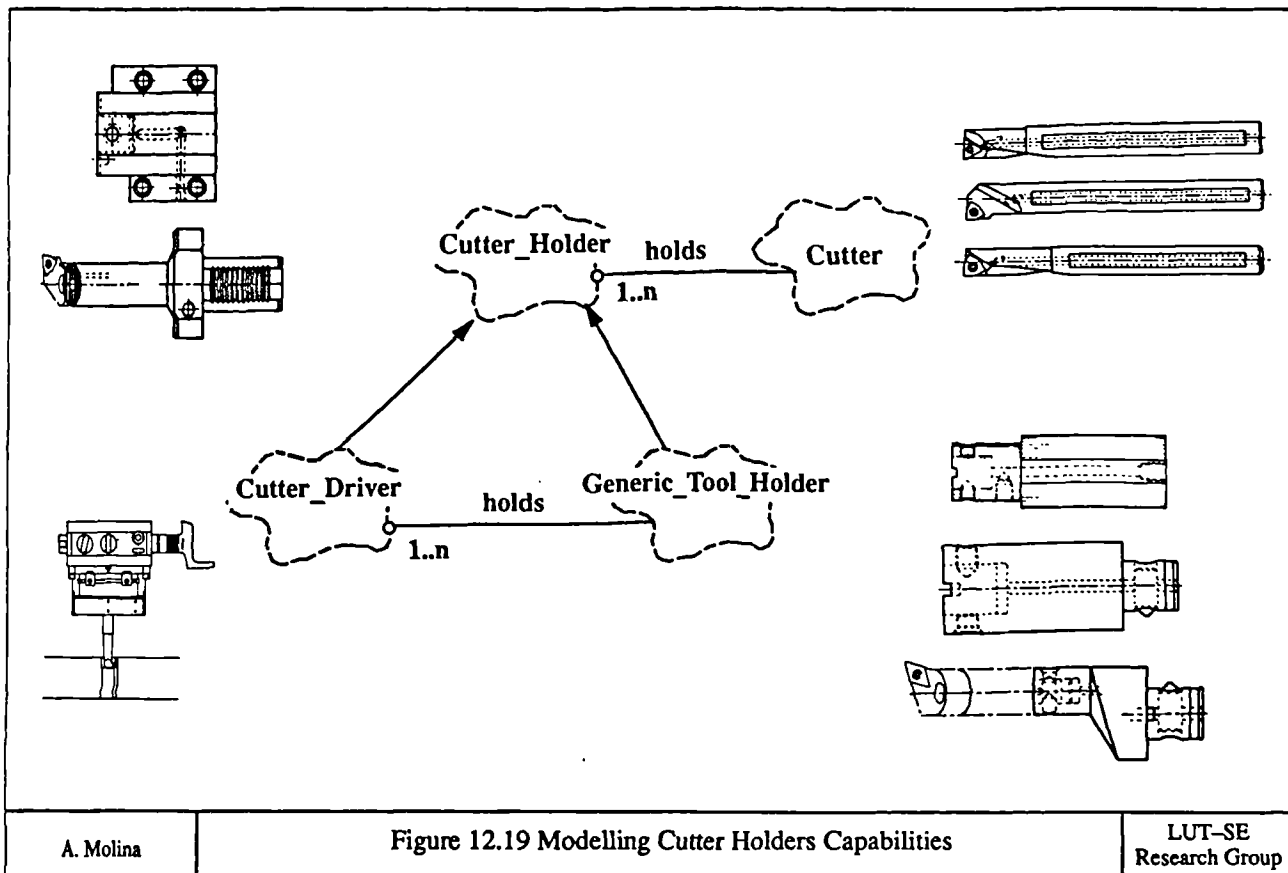 Cutter_Holder
holds
Cutter
1..n
Cutter_Driver
holds
Generic_Tool_Holder
1..n
A. Molina
Figure 12.19 Modelling Cutter Holders Capabilities
LUT–SE
Research Group